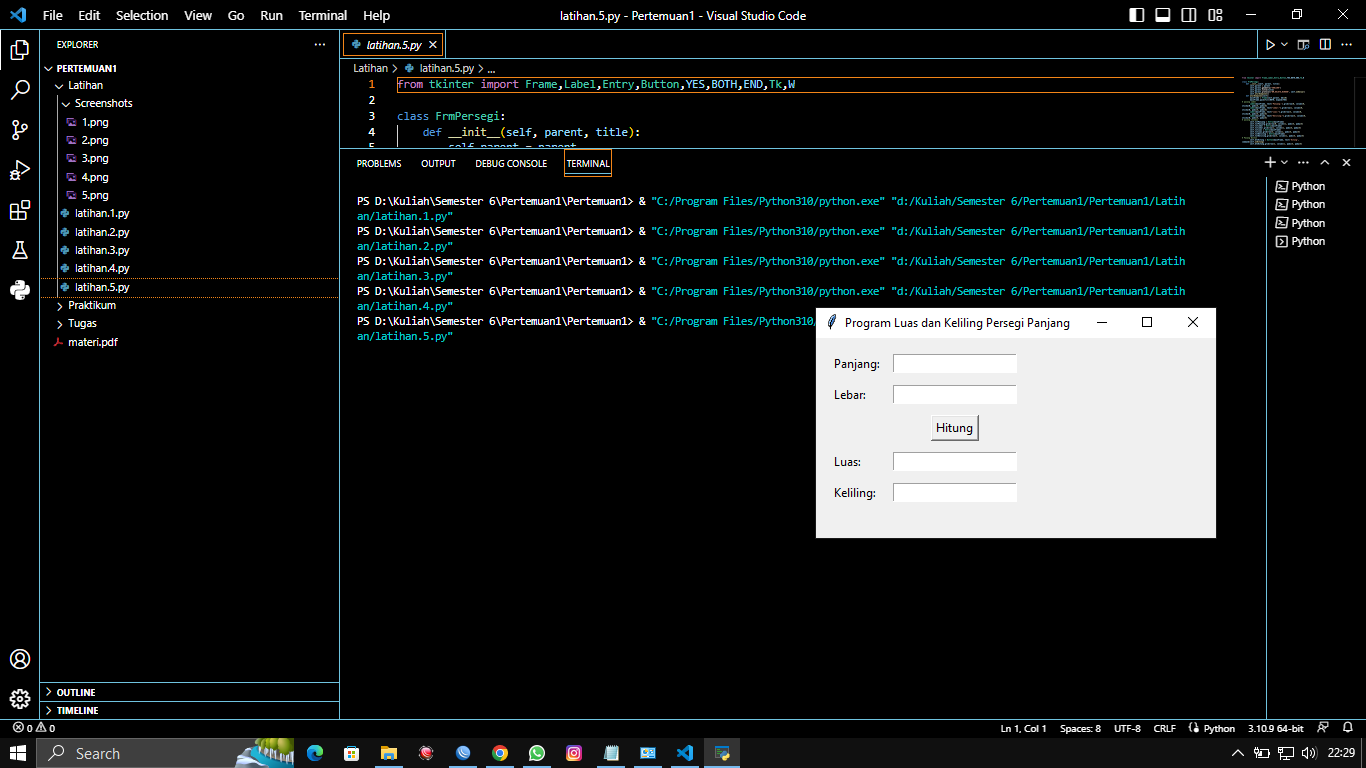 File Edit Selection View Go Run Terminal Help
latihan.5.py - Pertemuan1 - Visual Studio Code
EXPLORER
PERTEMUAN1
Latihan
Screenshots
1.png
2.png
3.png
4.png
5.png
latihan.1.py
latihan.2.py
latihan.3.py
latihan.4.py
latihan.5.py
Praktikum
Tugas
materi.pdf
OUTLINE
TIMELINE
latihan.5.py
Latihan > latihan.5.py > ...
1 from tkinter import Frame,Label,Entry,Button,YES,BOTH,END,Tk,W
2
3 class FrmPersegi:
4 def __init__(self, parent, title):
5 self.parent = parent
PROBLEMS OUTPUT DEBUG CONSOLE TERMINAL
PS D:\Kuliah\Semester 6\Pertemuan1\Pertemuan1> & "C:/Program Files/Python310/python.exe" "d:/Kuliah/Semester 6/Pertemuan1/Pertemuan1/Latih
an/latihan.1.py"
PS D:\Kuliah\Semester 6\Pertemuan1\Pertemuan1> & "C:/Program Files/Python310/python.exe" "d:/Kuliah/Semester 6/Pertemuan1/Pertemuan1/Latih
an/latihan.2.py"
PS D:\Kuliah\Semester 6\Pertemuan1\Pertemuan1> & "C:/Program Files/Python310/python.exe" "d:/Kuliah/Semester 6/Pertemuan1/Pertemuan1/Latih
an/latihan.3.py"
PS D:\Kuliah\Semester 6\Pertemuan1\Pertemuan1> & "C:/Program Files/Python310/python.exe" "d:/Kuliah/Semester 6/Pertemuan1/Pertemuan1/Latih
an/latihan.4.py"
PS D:\Kuliah\Semester 6\Pertemuan1\Pertemuan1> & "C:/Program Files/Python310/
an/latihan.5.py"
Python
Python
Python
Python
Program Luas dan Keliling Persegi Panjang
Panjang:
Lebar:
Hitung
Luas:
Keliling:
0 0
Ln 1, Col 1 Spaces: 8 UTF-8 CRLF Python 3.10.9 64-bit
Search
22:29